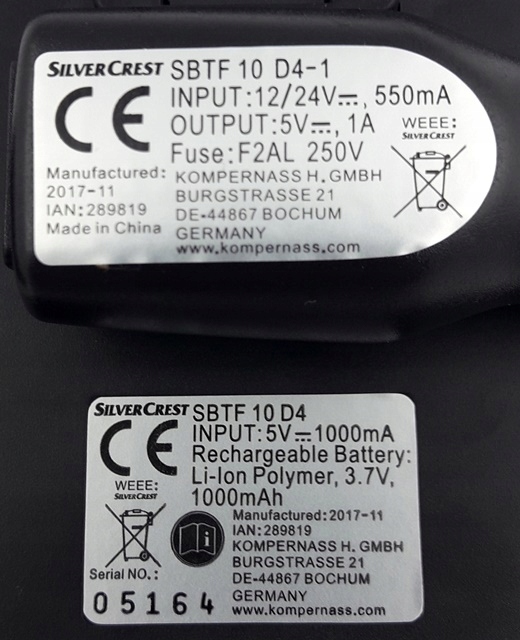 SILVERCREST SBTF 10 D4-1
INPUT:12/24V⎓, 550mA
OUTPUT:5V⎓, 1A
Fuse:F2AL 250V
WEEE:
SILVERCREST
Manufactured:
2017-11
IAN:289819
Made in China
KOMPERNASS H. GMBH
BURGSTRASSE 21
DE-44867 BOCHUM
GERMANY
www.kompernass.com
SILVERCREST SBTF 10 D4
INPUT:5V⎓1000mA
Rechargeable Battery:
Li-Ion Polymer, 3.7V,
1000mAh
WEEE:
SILVERCREST
Manufactured:2017-11
IAN:289819
KOMPERNASS H. GMBH
BURGSTRASSE 21
DE-44867 BOCHUM
GERMANY
www.kompernass.com
Serial NO.:
05164